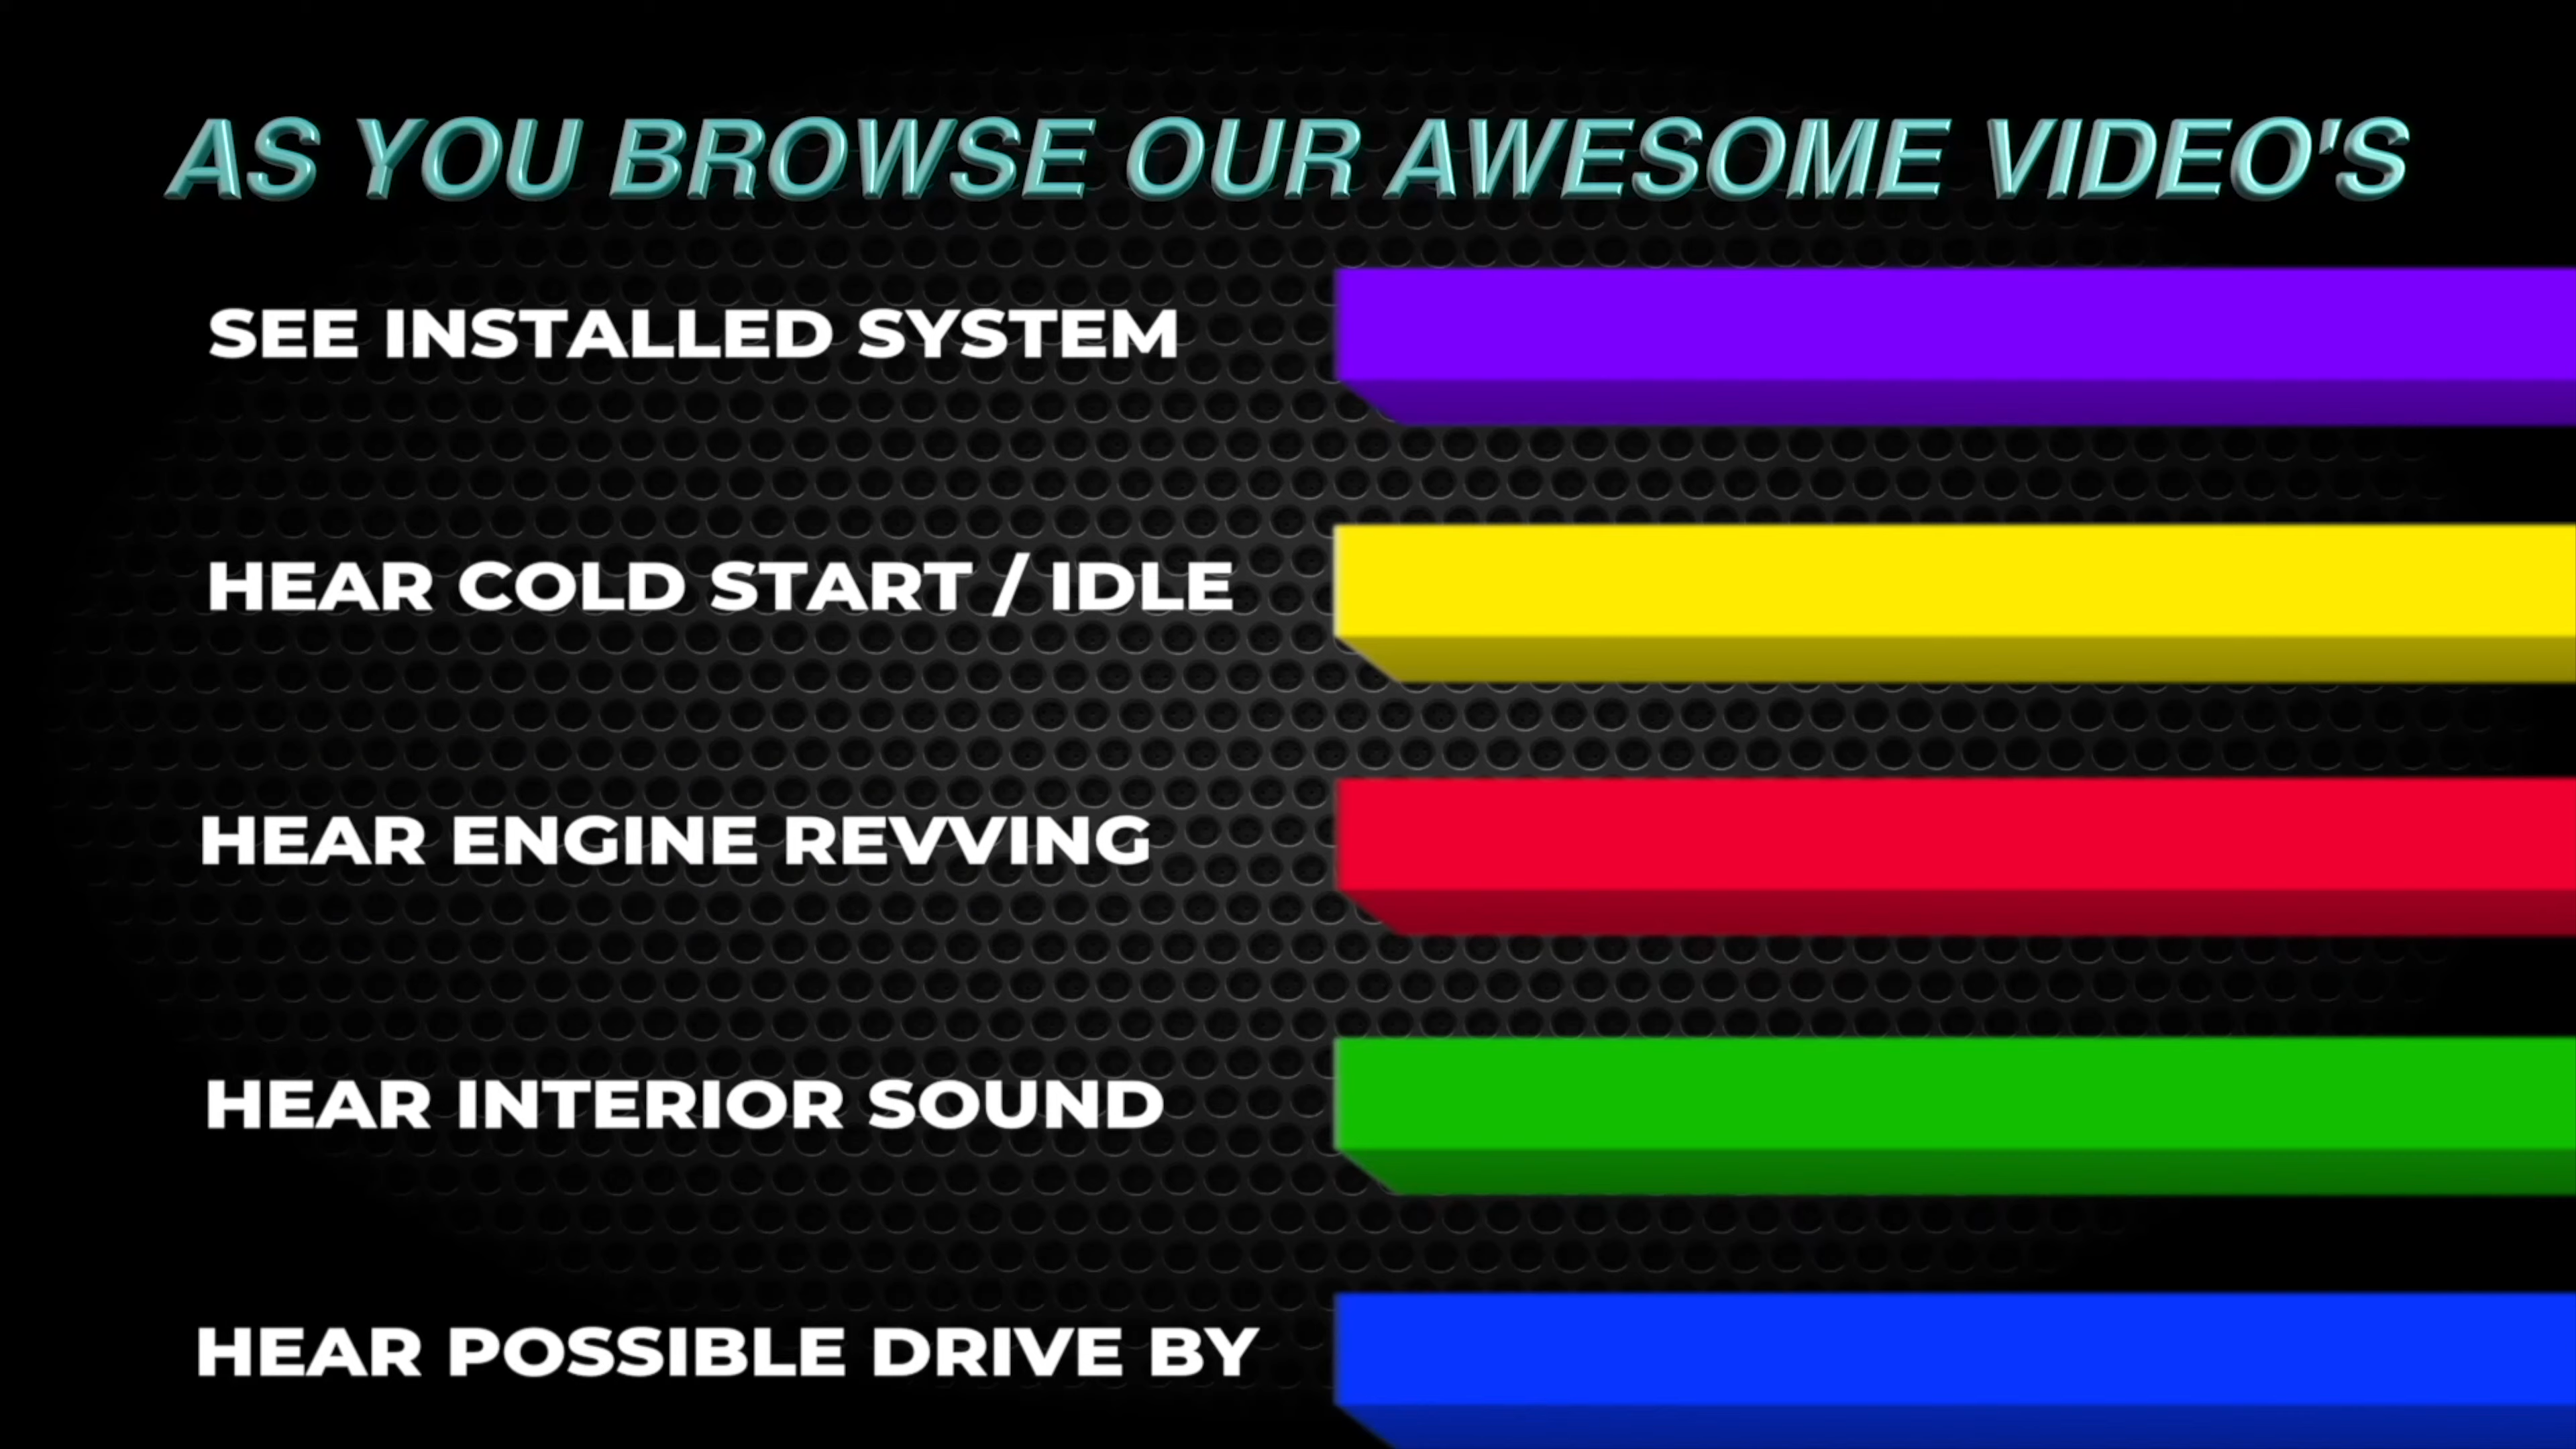 AS YOU BROWSE OUR AWESOME VIDEO'S
SEE INSTALLED SYSTEM
HEAR COLD START / IDLE
HEAR ENGINE REVVING
HEAR INTERIOR SOUND
HEAR POSSIBLE DRIVE BY